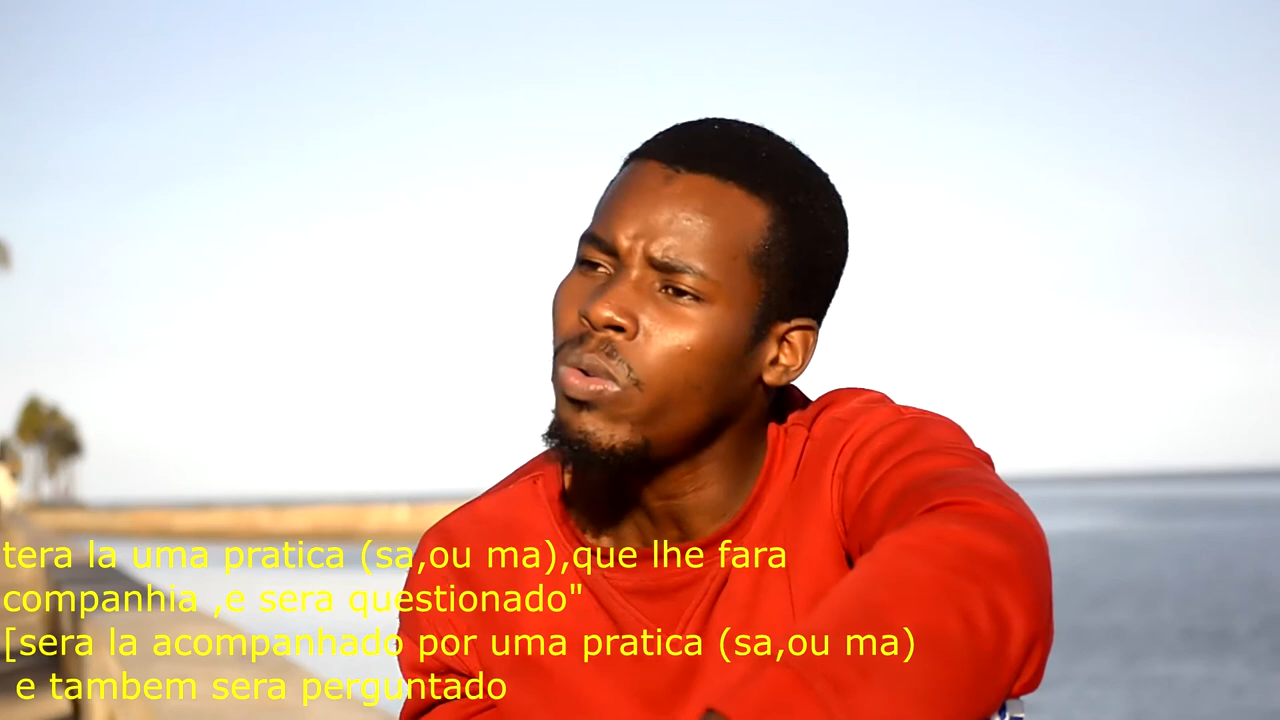 tera la uma pratica (sa,ou ma),que lhe fara
companhia ,e sera questionado"
[sera la acompanhado por uma pratica (sa,ou ma)
e tambem sera perguntado